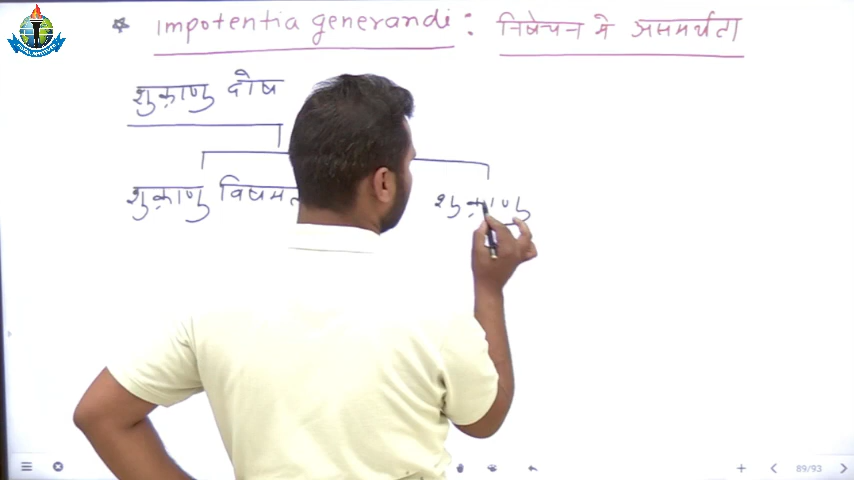 * Impotentia generandi : निषेचन मे असमर्थता
शुक्राणु दोष
शुक्राणु शुक्राणु
89/93